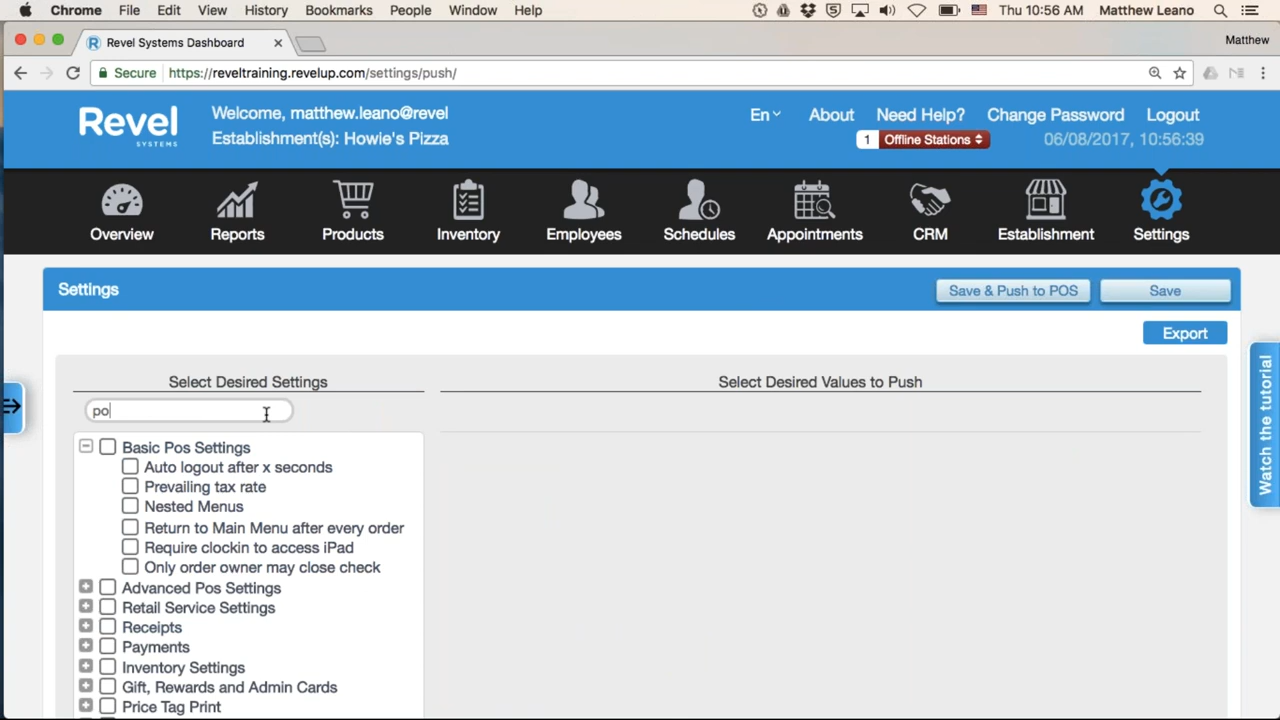 Chrome File Edit View History Bookmarks People Window Help Thu 10:56 AM Matthew Leano
Revel Systems Dashboard Matthew
Secure https://reveltraining.revelup.com/settings/push/
Revel SYSTEMS
Welcome, matthew.leano@revel
Establishment(s): Howie's Pizza
En About Need Help? Change Password Logout
1 Offline Stations 06/08/2017, 10:56:39
Overview Reports Products Inventory Employees Schedules Appointments CRM Establishment Settings
Settings Save & Push to POS Save
Export
Select Desired Settings Select Desired Values to Push
po
Basic Pos Settings
Auto logout after x seconds
Prevailing tax rate
Nested Menus
Return to Main Menu after every order
Require clockin to access iPad
Only order owner may close check
Advanced Pos Settings
Retail Service Settings
Receipts
Payments
Inventory Settings
Gift, Rewards and Admin Cards
Price Tag Print
Watch the tutorial